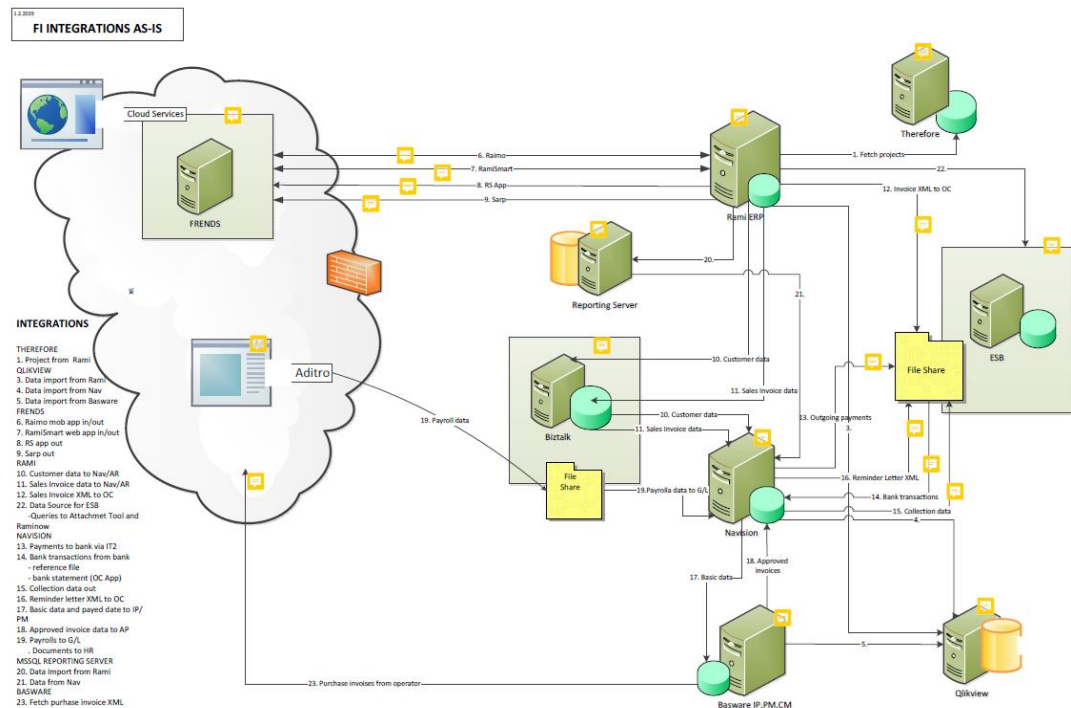 1.2.2019
FI INTEGRATIONS AS-IS
Cloud Services
FRENDS
6. Raimo
7. RamiSmart
8. RS App
9. Sarp
Rami ERP
1. Fetch projects
Therefore
22.
12. Invoice XML to OC
20.
Reporting Server
21.
ESB
File Share
INTEGRATIONS
THEREFORE
1. Project from Rami
QLIKVIEW
3. Data import from Rami
4. Data import from Nav
5. Data import from Basware
FRENDS
6. Raimo mob app in/out
7. RamiSmart web app in/out
8. RS app out
9. Sarp out
RAMI
10. Customer data to Nav/AR
11. Sales Invoice data to Nav/AR
12. Sales Invoice XML to OC
22. Data Source for ESB
-Queries to Attachmet Tool and
Raminow
NAVISION
13. Payments to bank via IT2
14. Bank transactions from bank
- reference file
- bank statement (OC App)
15. Collection data out
16. Reminder letter XML to OC
17. Basic data and payed date to IP/
PM
18. Approved invoice data to AP
19. Payrolls to G/L
. Documents to HR
MSSQL REPORTING SERVER
20. Data Import from Rami
21. Data from Nav
BASWARE
23. Fetch purhase invoice XML
Aditro
19. Payroll data
10. Customer data
11. Sales Invoice data
Biztalk
10. Customer data
11. Sales Invoice data
File
Share
19.Payrolla data to G/L
13. Outgoing payments
3.
16. Reminder Letter XML
14. Bank transactions
15. Collection data
4.
Navision
18. Approved
invoices
17. Basic data
5.
23. Purhase invoises from operator
Basware IP,PM,CM
Qlikview